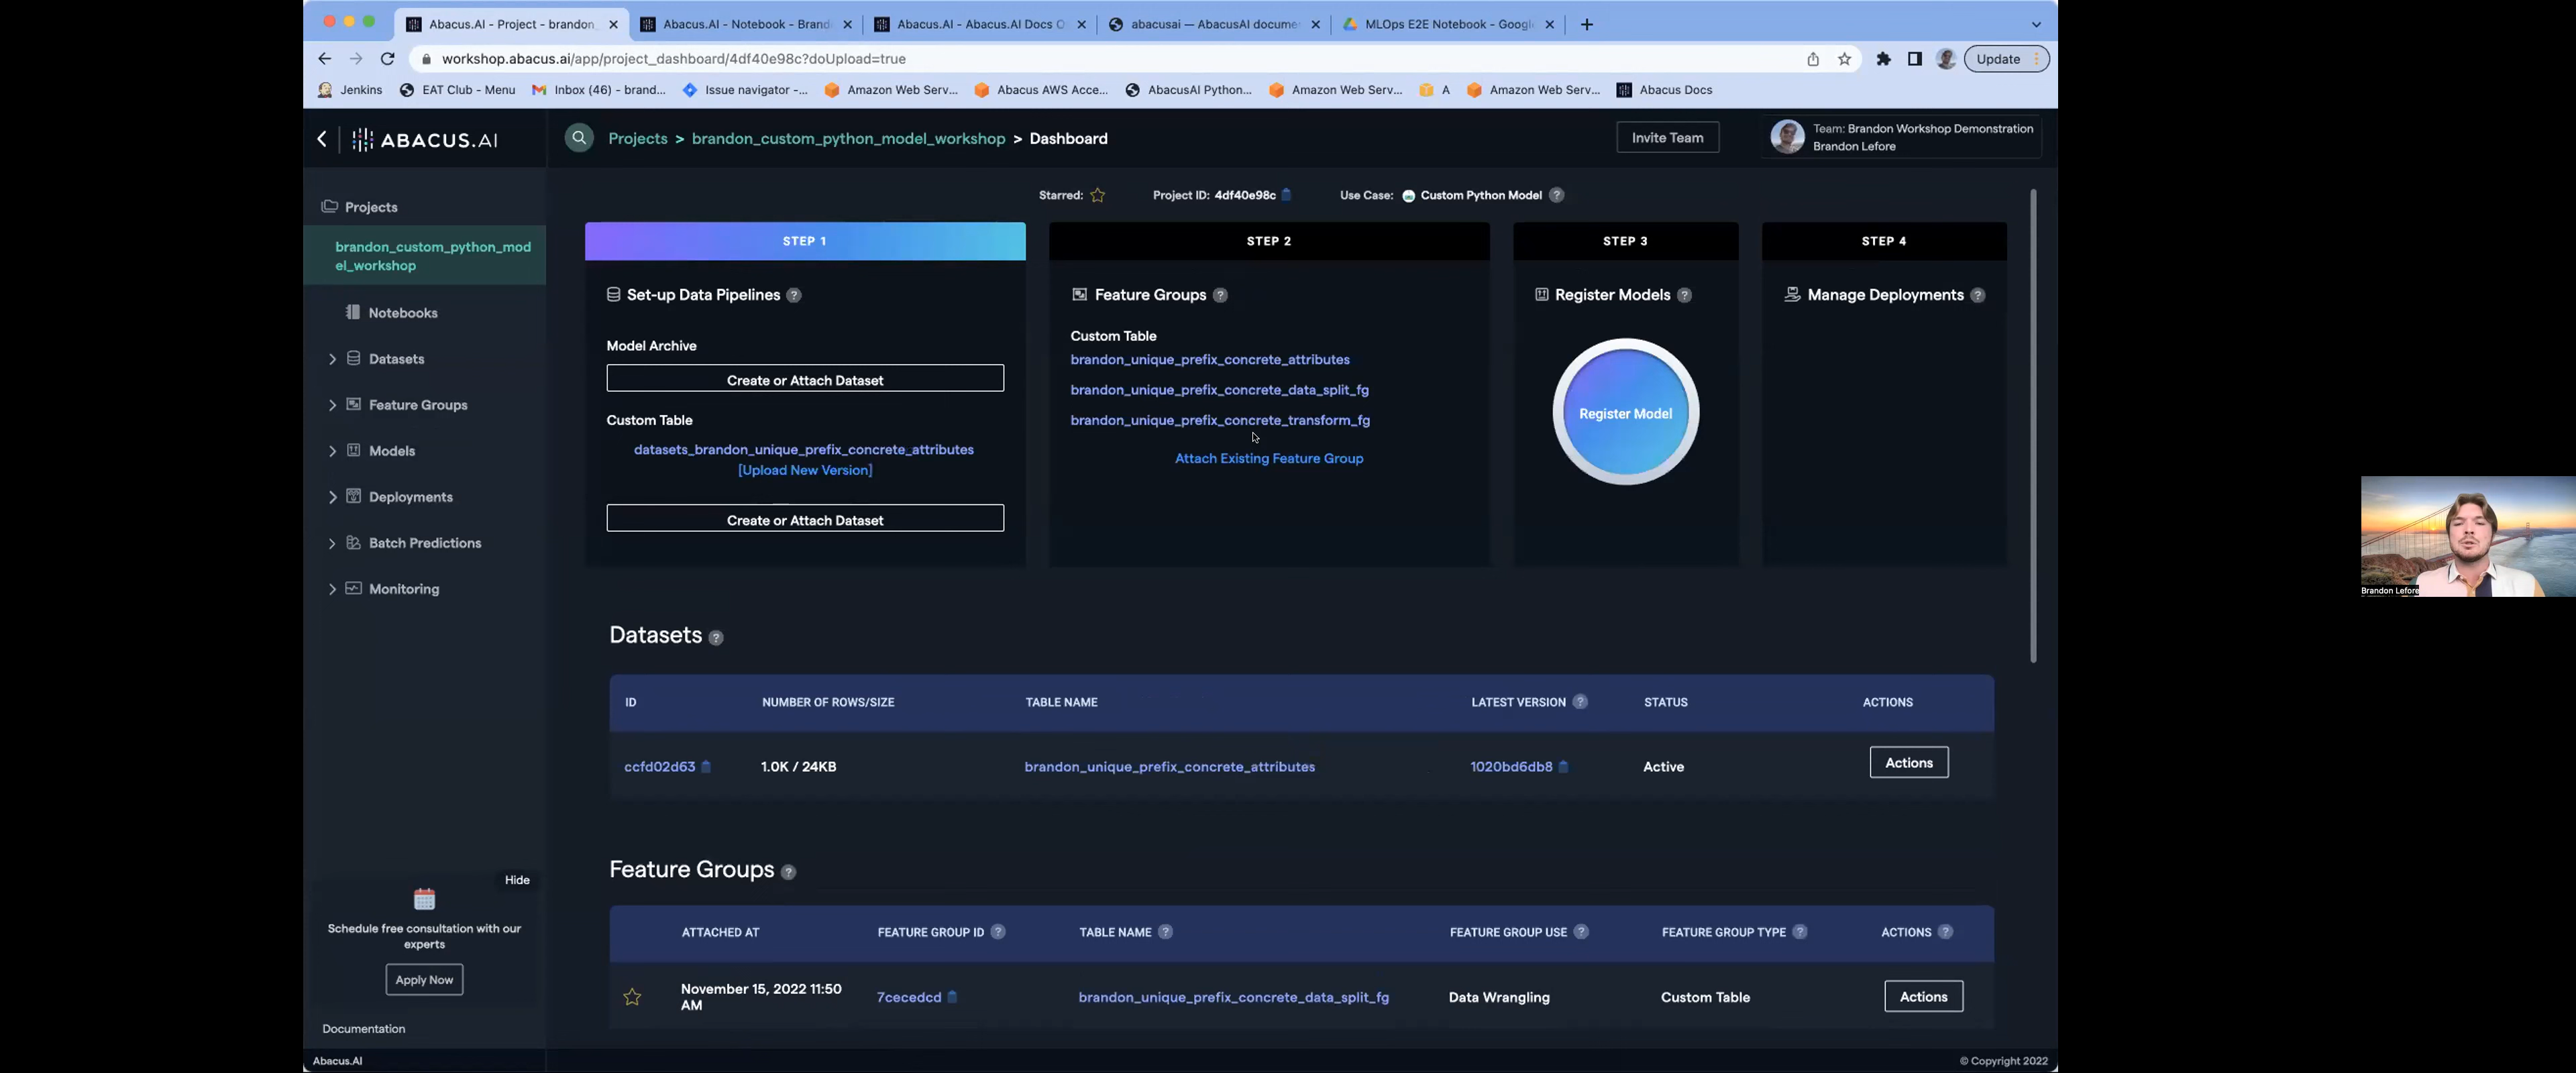 Abacus.AI - Project - brandon_
Abacus.AI - Notebook - Brand
Abacus.AI - Abacus.AI Docs O
abacusai — AbacusAI docume
MLOps E2E Notebook - Googl
workshop.abacus.ai/app/project_dashboard/4df40e98c?doUpload=true
Update
Jenkins
EAT Club - Menu
Inbox (46) - brand...
Issue navigator -...
Amazon Web Serv...
Abacus AWS Acce...
AbacusAI Python...
Amazon Web Serv...
A
Amazon Web Serv...
Abacus Docs
ABACUS.AI
Projects > brandon_custom_python_model_workshop > Dashboard
Invite Team
Team: Brandon Workshop Demonstration
Brandon Lefore
Projects
brandon_custom_python_mod
el_workshop
Notebooks
Datasets
Feature Groups
Models
Deployments
Batch Predictions
Monitoring
Hide
Schedule free consultation with our
experts
Apply Now
Documentation
Starred:
Project ID: 4df40e98c
Use Case: Custom Python Model ?
STEP 1
Set-up Data Pipelines ?
Model Archive
Create or Attach Dataset
Custom Table
datasets_brandon_unique_prefix_concrete_attributes
[Upload New Version]
Create or Attach Dataset
STEP 2
Feature Groups ?
Custom Table
brandon_unique_prefix_concrete_attributes
brandon_unique_prefix_concrete_data_split_fg
brandon_unique_prefix_concrete_transform_fg
Attach Existing Feature Group
STEP 3
Register Models ?
Register Model
STEP 4
Manage Deployments ?
Datasets ?
ID NUMBER OF ROWS/SIZE TABLE NAME LATEST VERSION ? STATUS ACTIONS
ccfd02d63 1.0K / 24KB brandon_unique_prefix_concrete_attributes 1020bd6db8 Active Actions
Feature Groups ?
ATTACHED AT FEATURE GROUP ID ? TABLE NAME ? FEATURE GROUP USE ? FEATURE GROUP TYPE ? ACTIONS ?
November 15, 2022 11:50
AM
7cecedcd brandon_unique_prefix_concrete_data_split_fg Data Wrangling Custom Table Actions
Abacus.AI
© Copyright 2022
Brandon Lefore